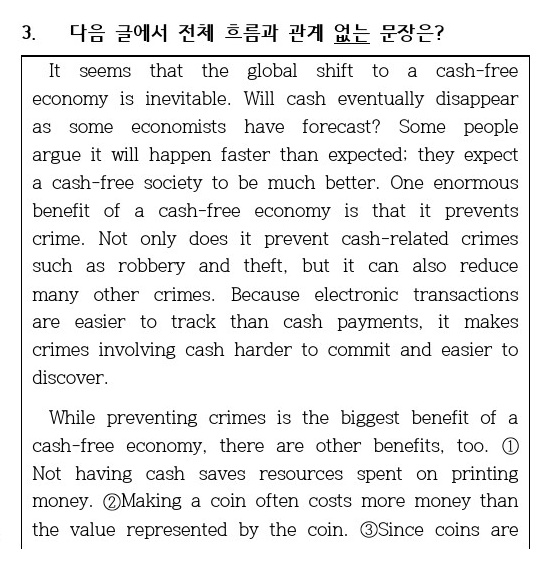 3. 다음 글에서 전체 흐름과 관계 없는 문장은?
It seems that the global shift to a cash-free
economy is inevitable. Will cash eventually disappear
as some economists have forecast? Some people
argue it will happen faster than expected; they expect
a cash-free society to be much better. One enormous
benefit of a cash-free economy is that it prevents
crime. Not only does it prevent cash-related crimes
such as robbery and theft, but it can also reduce
many other crimes. Because electronic transactions
are easier to track than cash payments, it makes
crimes involving cash harder to commit and easier to
discover.
While preventing crimes is the biggest benefit of a
cash-free economy, there are other benefits, too. ①
Not having cash saves resources spent on printing
money. ②Making a coin often costs more money than
the value represented by the coin. ③Since coins are